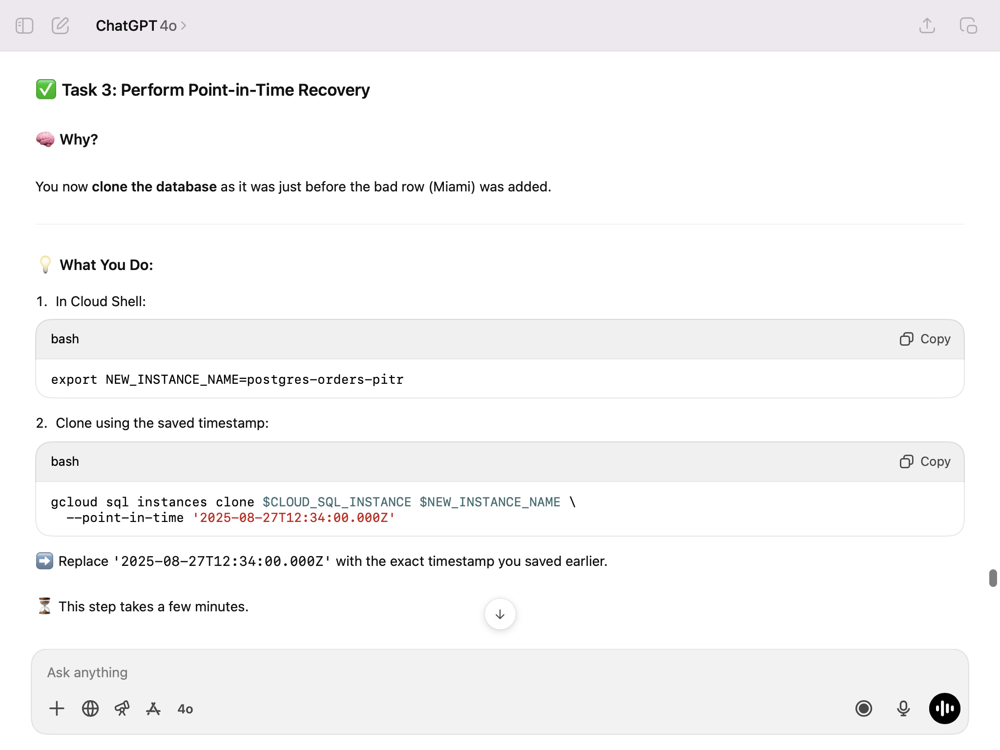 ChatGPT 4o >
✅ Task 3: Perform Point-in-Time Recovery
🧠 Why?
You now clone the database as it was just before the bad row (Miami) was added.
💡 What You Do:
1. In Cloud Shell:
bash
Copy
export NEW_INSTANCE_NAME=postgres-orders-pitr
2. Clone using the saved timestamp:
bash
Copy
gcloud sql instances clone $CLOUD_SQL_INSTANCE $NEW_INSTANCE_NAME \
--point-in-time '2025-08-27T12:34:00.000Z'
➡️ Replace '2025-08-27T12:34:00.000Z' with the exact timestamp you saved earlier.
⏳ This step takes a few minutes.
Ask anything
4o